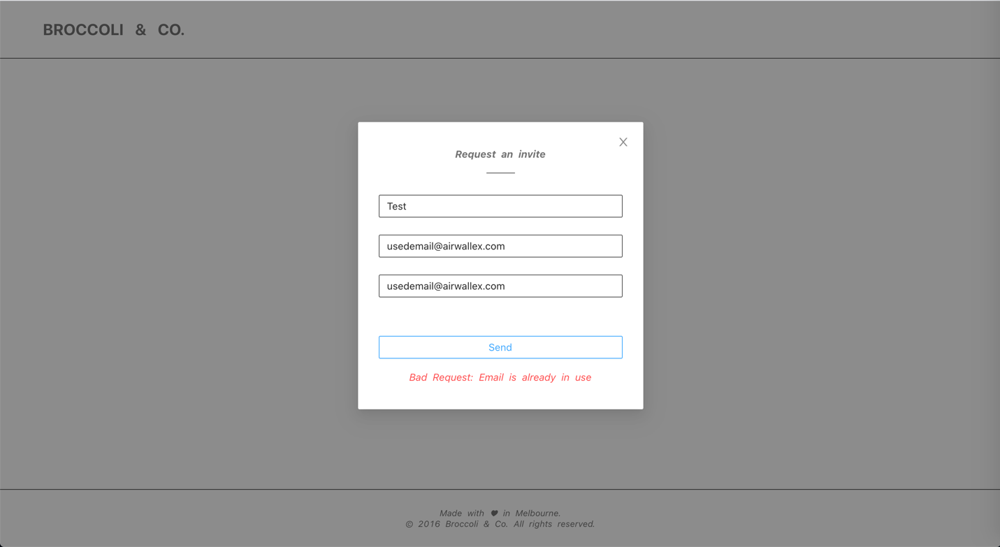 BROCCOLI & CO.
Request an invite
Test
usedemail@airwallex.com
usedemail@airwallex.com
Send
Bad Request: Email is already in use
Made with ♥ in Melbourne.
© 2016 Broccoli & Co. All rights reserved.